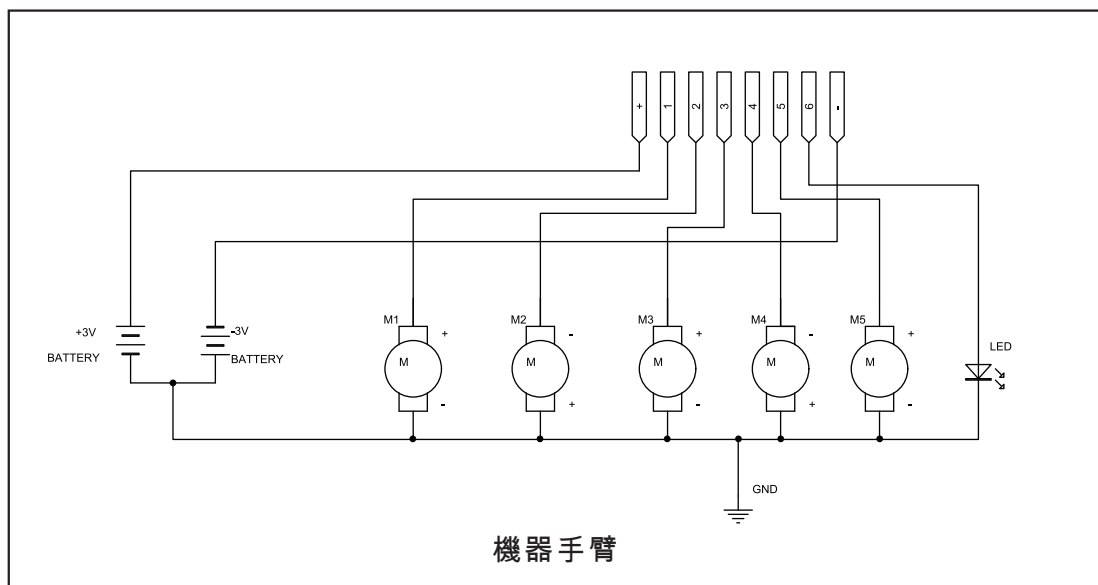 + 1 2 3 4 5 6 -
+3V
BATTERY
-3V
BATTERY
M1 + M -
M2 - M +
M3 + M -
M4 - M +
M5 + M -
LED
GND
機器手臂